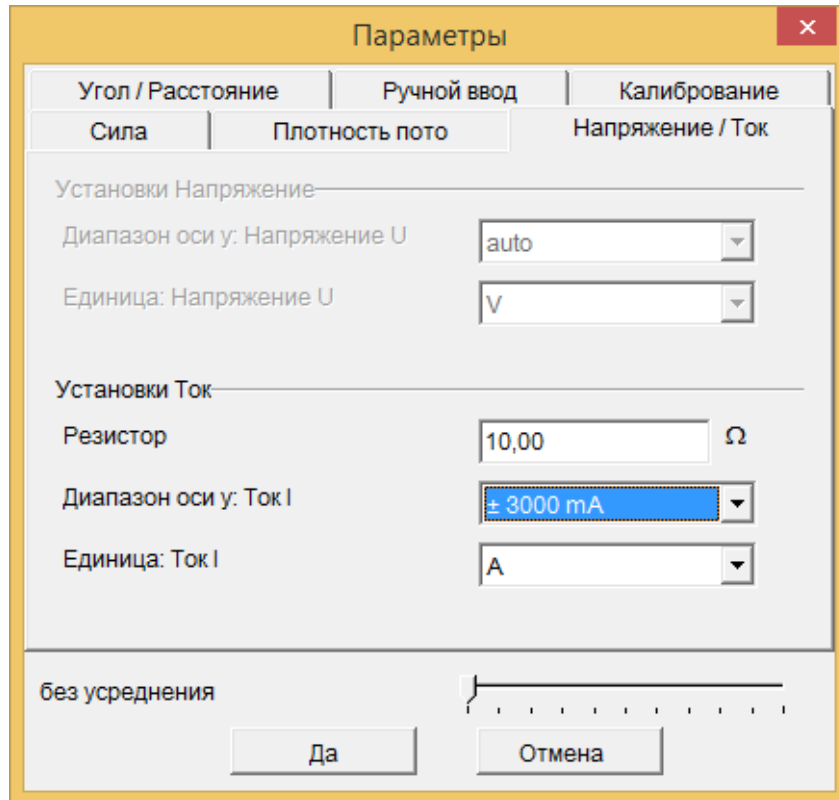 Параметры
Угол / Расстояние
Ручной ввод
Калибрование
Сила
Плотность пото
Напряжение / Ток
Установки Напряжение
Диапазон оси у: Напряжение U
auto
Единица: Напряжение U
V
Установки Ток
Резистор
10,00
Ω
Диапазон оси у: Ток I
± 3000 mA
Единица: Ток I
A
без усреднения
Да
Отмена